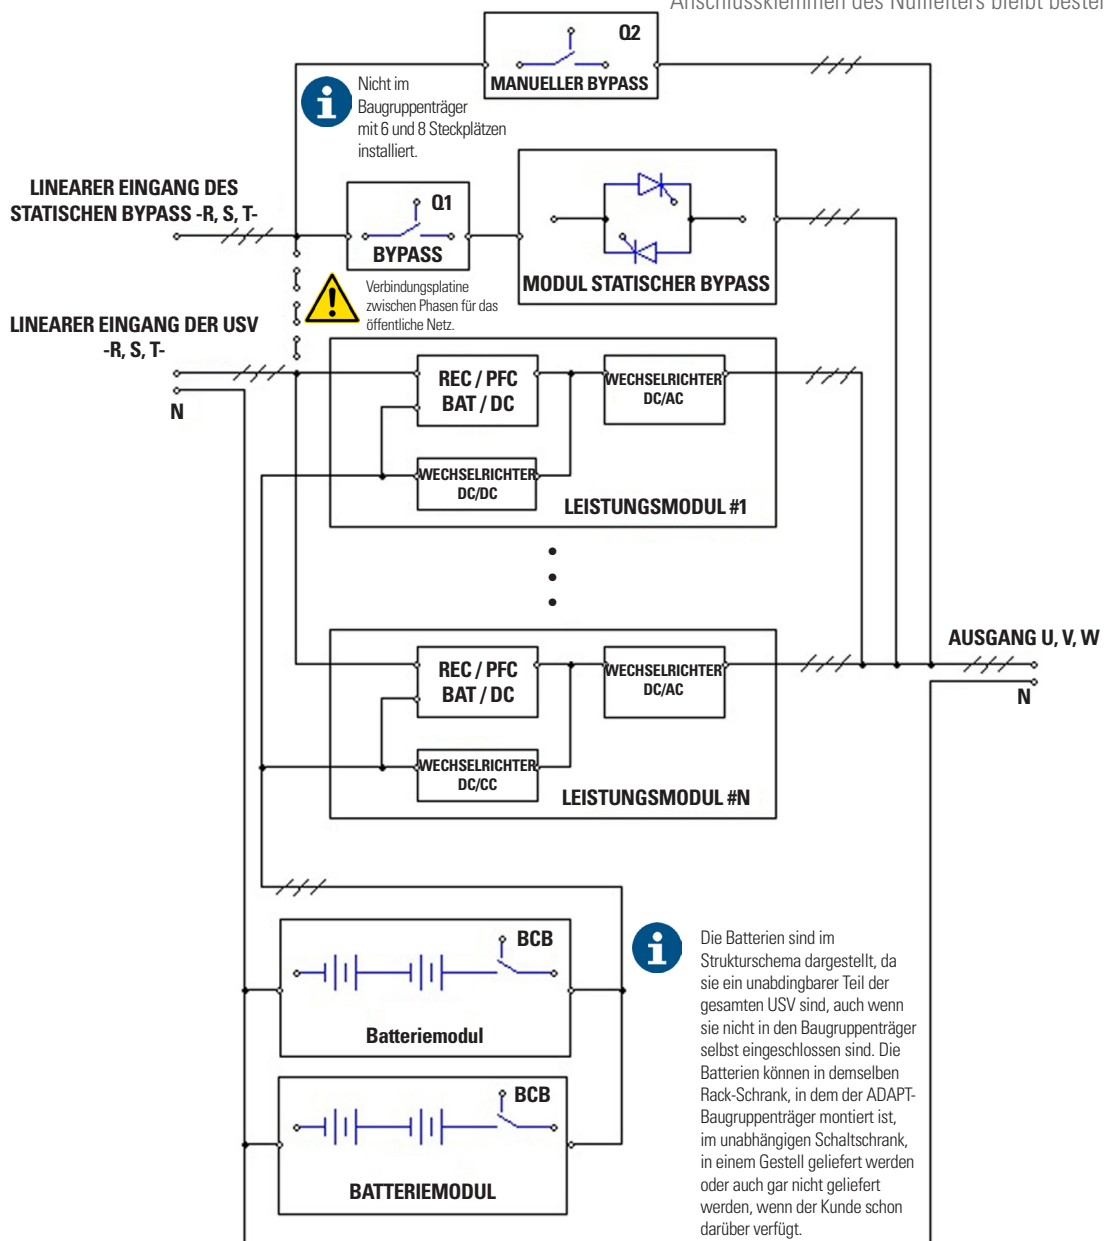 Anschlussklemmen des Nullleiters bleibt bester
Q2
MANUELLER BYPASS
Nicht im
Baugruppenträger
mit 6 und 8 Steckplätzen
installiert.
LINEARER EINGANG DES
STATISCHEN BYPASS -R, S, T-
Q1
BYPASS
MODUL STATISCHER BYPASS
Verbindungsplatine
zwischen Phasen für das
öffentliche Netz.
LINEARER EINGANG DER USV
-R, S, T-
N
REC / PFC
BAT / DC
WECHSELRICHTER
DC/AC
WECHSELRICHTER
DC/DC
LEISTUNGSMODUL #1
REC / PFC
BAT / DC
WECHSELRICHTER
DC/AC
WECHSELRICHTER
DC/CC
LEISTUNGSMODUL #N
AUSGANG U, V, W
N
BCB
Batteriemodul
BCB
BATTERIEMODUL
Die Batterien sind im
Strukturschema dargestellt, da
sie ein unabdingbarer Teil der
gesamten USV sind, auch wenn
sie nicht in den Baugruppenträger
selbst eingeschlossen sind. Die
Batterien können in demselben
Rack-Schrank, in dem der ADAPT-
Baugruppenträger montiert ist,
im unabhängigen Schaltschrank,
in einem Gestell geliefert werden
oder auch gar nicht geliefert
werden, wenn der Kunde schon
darüber verfügt.